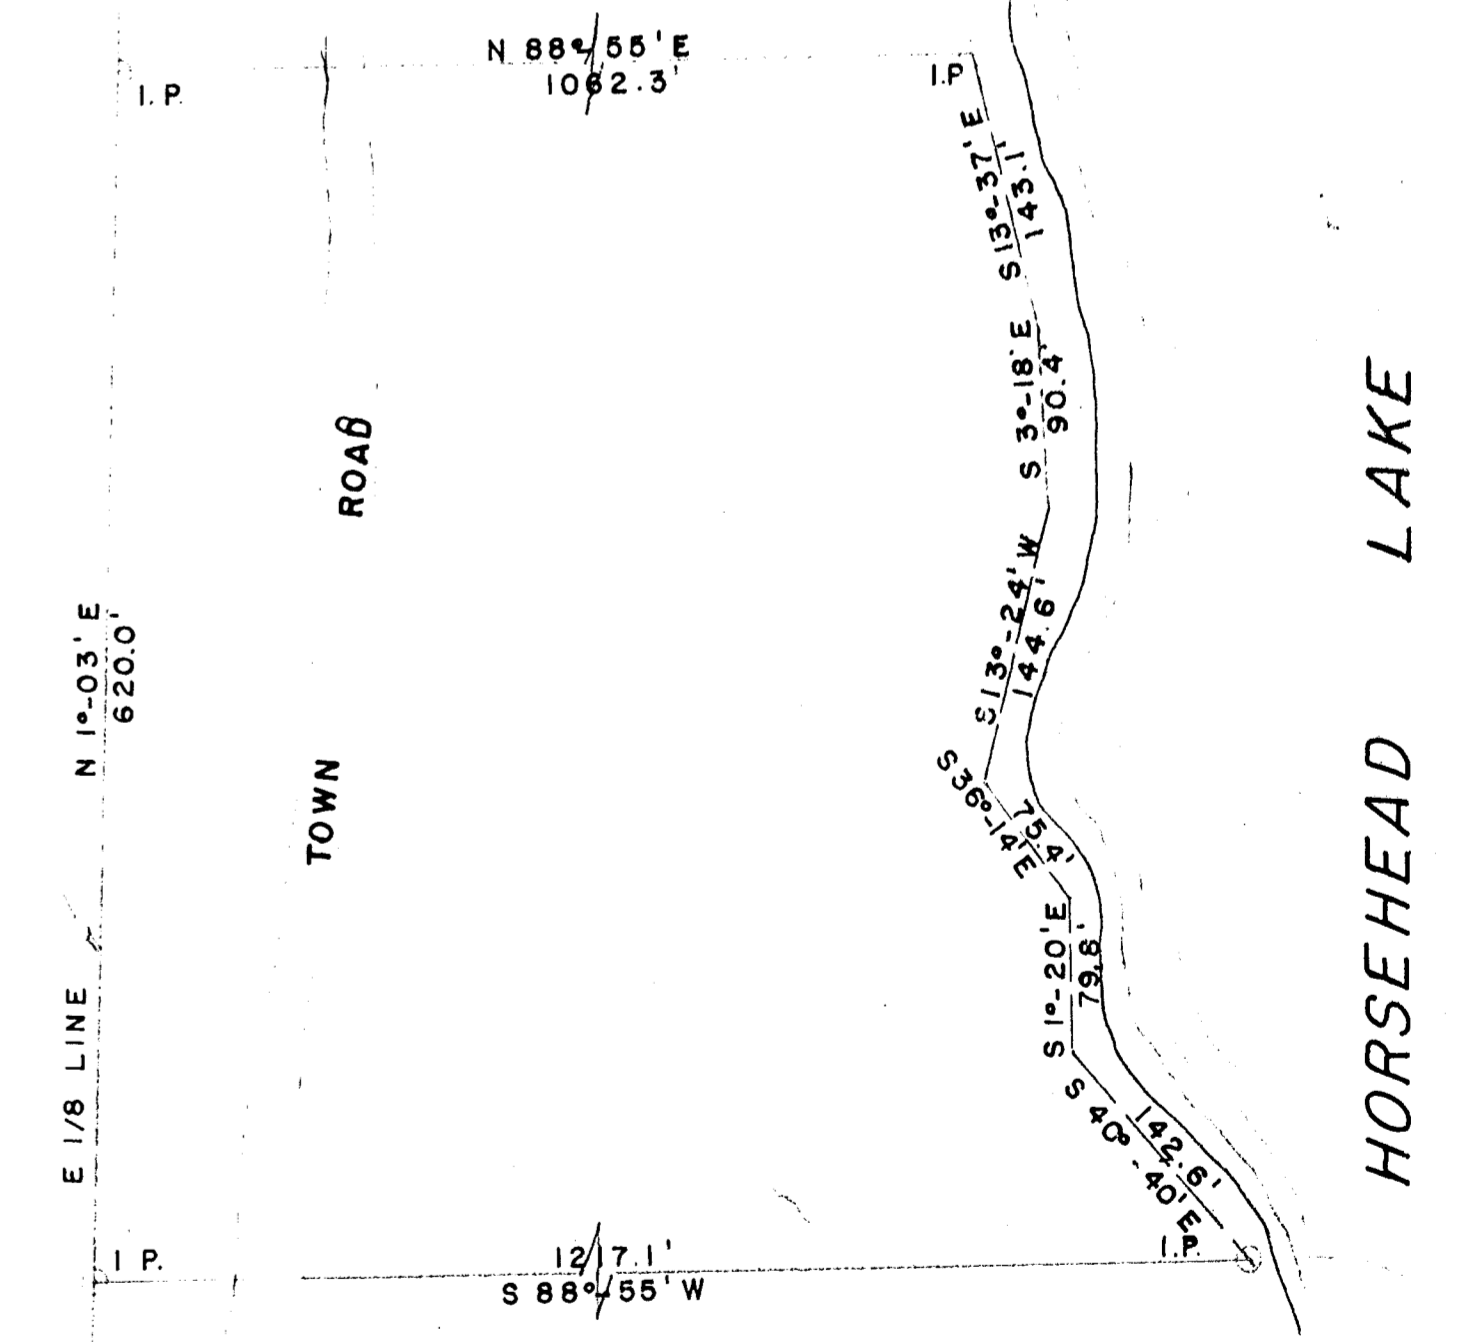 N 88°-55' E
1062.3'
I. P.
I.P
S 13°-37' E
143.1'
S 3°-18' E
90.4'
S 13°-24' W
144.6'
S 36°-14' E
75.4'
S 1°-20' E
79.8'
S 40°-40' E
142.6'
I.P.
1217.1'
S 88°-55' W
I P.
N 1°-03' E
620.0'
E 1/8 LINE
TOWN ROAD
HORSEHEAD LAKE